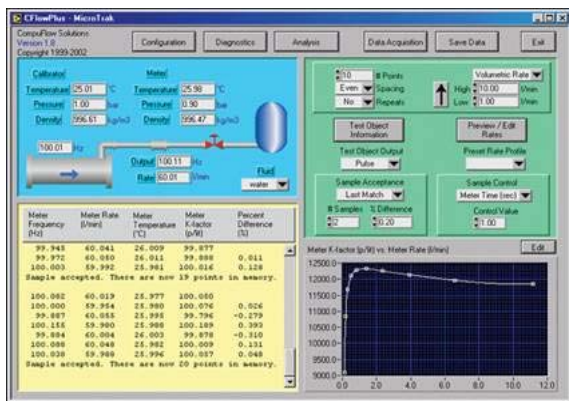 CFlowPlus - MicroTrak
CompuFlow Solutions
Version 1.8
Copyright 1999-2002
Configuration
Diagnostics
Analysis
Data Acquisition
Save Data
Exit
Calibrator
Meter
Temperature 25.01 °C
Temperature 25.98 °C
Pressure 1.00 bar
Pressure 0.90 bar
Density 996.61 kg/m3
Density 996.47 kg/m3
100.01 Hz
Output 100.11 Hz
Rate 60.01 l/min
Fluid
water
10 # Points
Even Spacing
No Repeats
Volumetric Rate
High 10.00 l/min
Low 1.00 l/min
Test Object Information
Preview / Edit Rates
Test Object Output
Pulse
Preset Rate Profile
Sample Acceptance
Last Match
# Samples % Difference
2 0.20
Sample Control
Meter Time (sec)
Control Value
1.00
Meter Frequency (Hz)
Meter Rate (l/min)
Meter Temperature (°C)
Meter K-factor (p/lit)
Percent Difference (%)
99.945 60.041 26.009 99.877
99.972 60.050 26.011 99.888 0.011
100.003 59.992 25.981 100.016 0.128
Sample accepted. There are now 19 points in memory.
100.082 60.019 25.977 100.050
100.000 59.954 25.980 100.076 0.026
99.887 60.055 25.995 99.796 -0.279
100.155 59.980 25.988 100.189 0.393
99.884 60.004 26.003 99.878 -0.310
100.088 60.048 25.982 100.009 0.131
100.038 59.988 25.996 100.057 0.048
Sample accepted. There are now 20 points in memory.
Meter K-factor (p/lit) vs. Meter Rate (l/min)
Edit
12500.0
12000.0
11500.0
11000.0
10500.0
10000.0
9500.0
9000.0
0.0 2.0 4.0 6.0 8.0 10.0 12.0